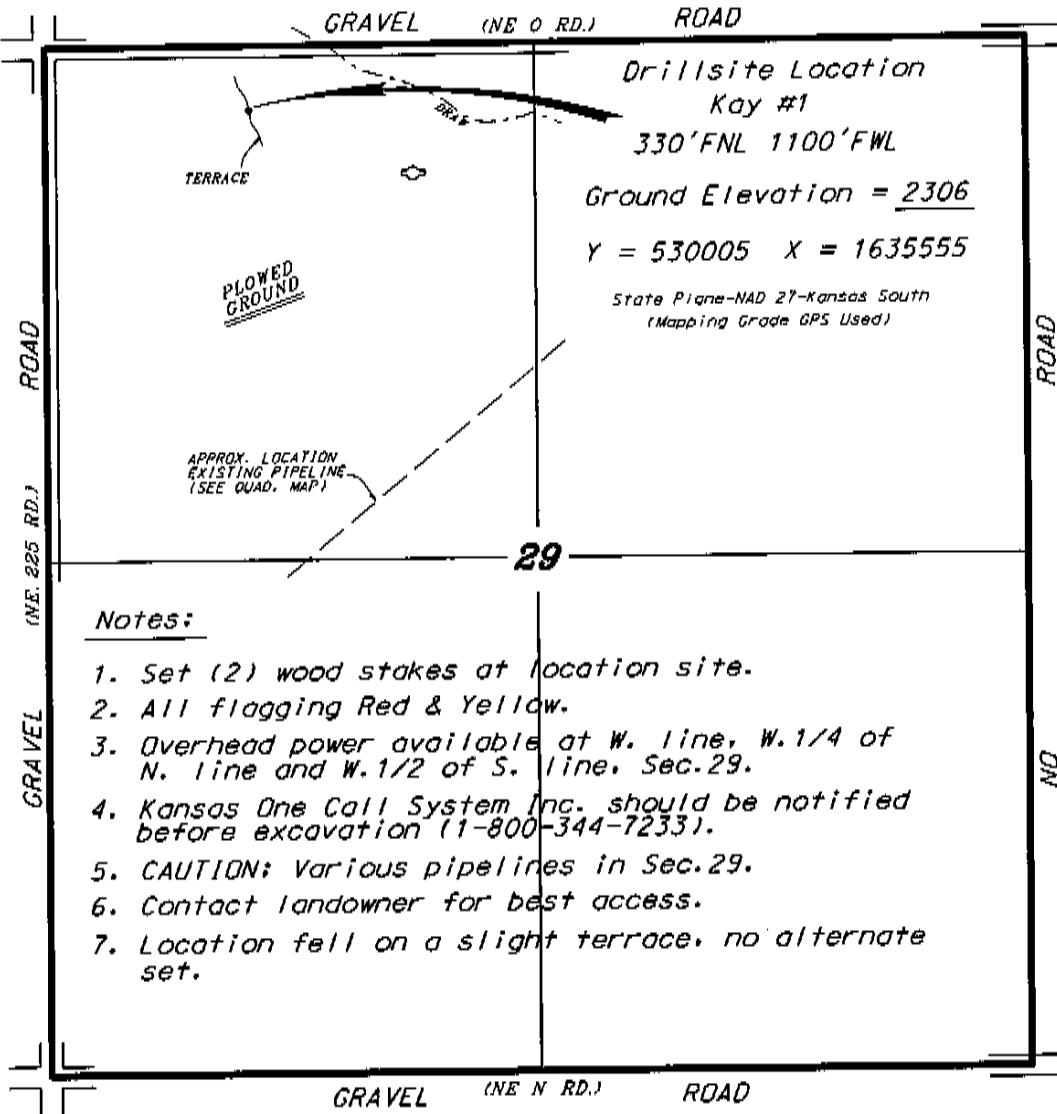 GRAVEL (NE O RD.) ROAD
Drillsite Location
Kay #1
330'FNL 1100'FWL
Ground Elevation = 2306
Y = 530005 X = 1635555
State Plane-NAD 27-Kansas South
(Mapping Grade GPS Used)
DRAW
TERRACE
PLOWED
GROUND
APPROX. LOCATION
EXISTING PIPELINE
(SEE QUAD. MAP)
29
GRAVEL (NE. 225 RD.) ROAD
NO ROAD
Notes:
1. Set (2) wood stakes at location site.
2. All flagging Red & Yellow.
3. Overhead power available at W. line, W.1/4 of
N. line and W.1/2 of S. line, Sec.29.
4. Kansas One Call System Inc. should be notified
before excavation (1-800-344-7233).
5. CAUTION: Various pipelines in Sec.29.
6. Contact landowner for best access.
7. Location fell on a slight terrace, no alternate
set.
GRAVEL (NE N RD.) ROAD